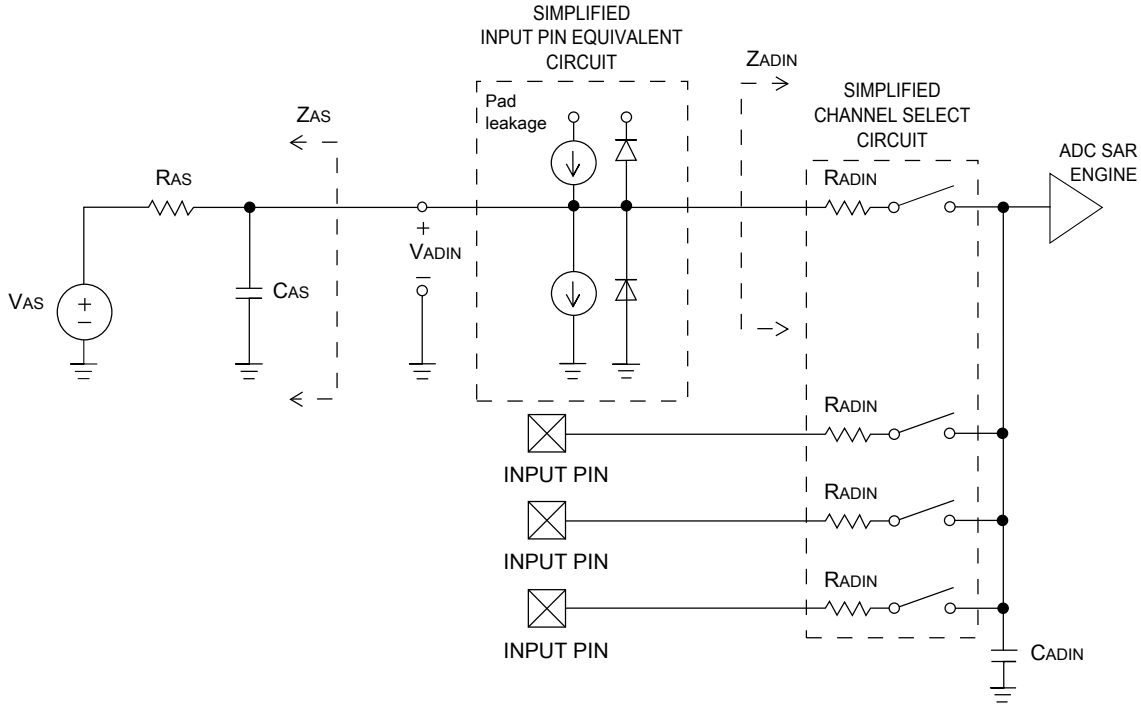 SIMPLIFIED
INPUT PIN EQUIVALENT
CIRCUIT
ZADIN
SIMPLIFIED
CHANNEL SELECT
CIRCUIT
Pad
leakage
ZAS
ADC SAR
ENGINE
RAS
RADIN
+
VADIN
–
CAS
VAS
+
–
RADIN
INPUT PIN
RADIN
INPUT PIN
RADIN
INPUT PIN
CADIN